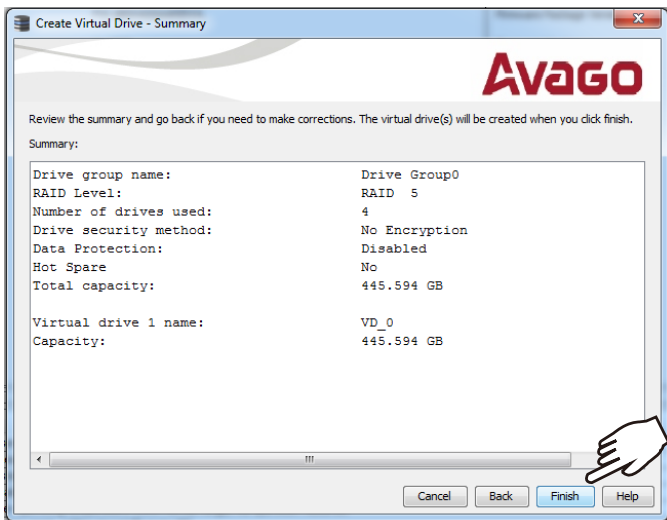 Create Virtual Drive - Summary
Avago
Review the summary and go back if you need to make corrections. The virtual drive(s) will be created when you click finish.
Summary:
Drive group name: Drive Group0
RAID Level: RAID 5
Number of drives used: 4
Drive security method: No Encryption
Data Protection: Disabled
Hot Spare No
Total capacity: 445.594 GB
Virtual drive 1 name: VD_0
Capacity: 445.594 GB
Cancel Back Finish Help